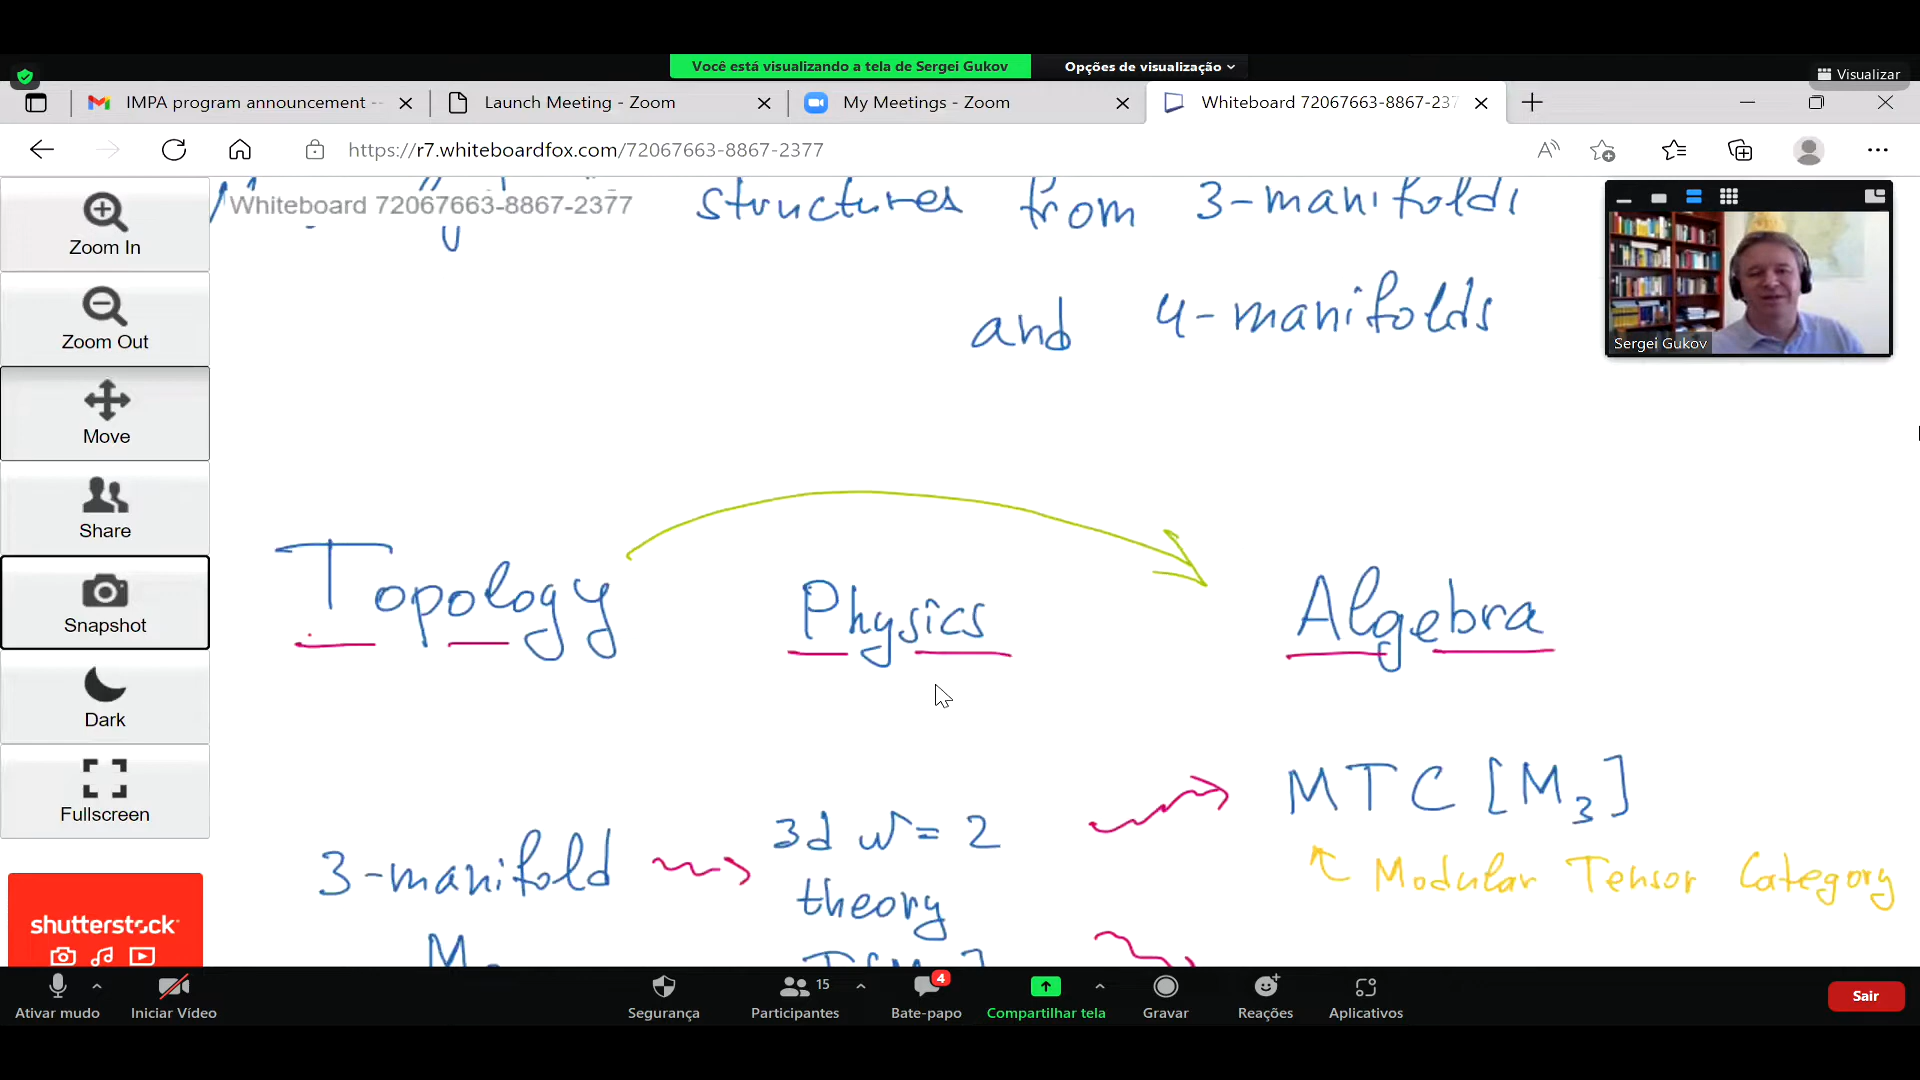 Você está visualizando a tela de Sergei Gukov
Opções de visualização
Visualizar
IMPA program announcement -
Launch Meeting - Zoom
My Meetings - Zoom
Whiteboard 72067663-8867-237
https://r7.whiteboardfox.com/72067663-8867-2377
Whiteboard 72067663-8867-2377
structures from 3-manifolds
and 4-manifolds
Sergei Gukov
Zoom In
Zoom Out
Move
Share
Snapshot
Dark
Fullscreen
Topology Physics Algebra
MTC [M3]
3-manifold 3d N = 2
theory
Modular Tensor Category
shutterstock
Ativar mudo
Iniciar Vídeo
Segurança
Participantes 15
Bate-papo 4
Compartilhar tela
Gravar
Reações
Aplicativos
Sair